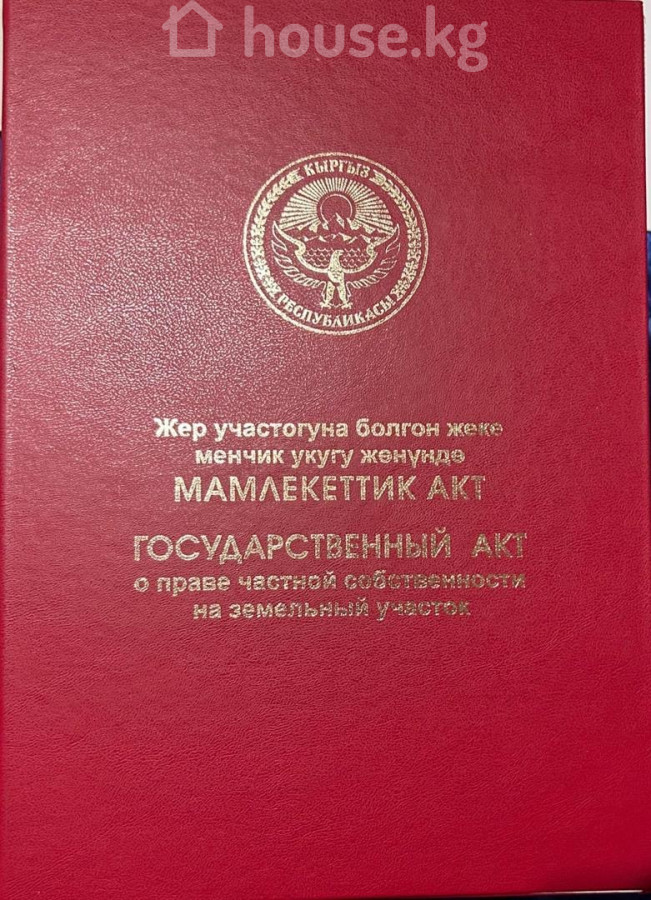 house.kg
КЫРГЫЗ
РЕСПУБЛИКАСЫ
Жер участогуна болгон жеке
менчик укугу жөнүндө
МАМЛЕКЕТТИК АКТ
ГОСУДАРСТВЕННЫЙ АКТ
о праве частной собственности
на земельный участок